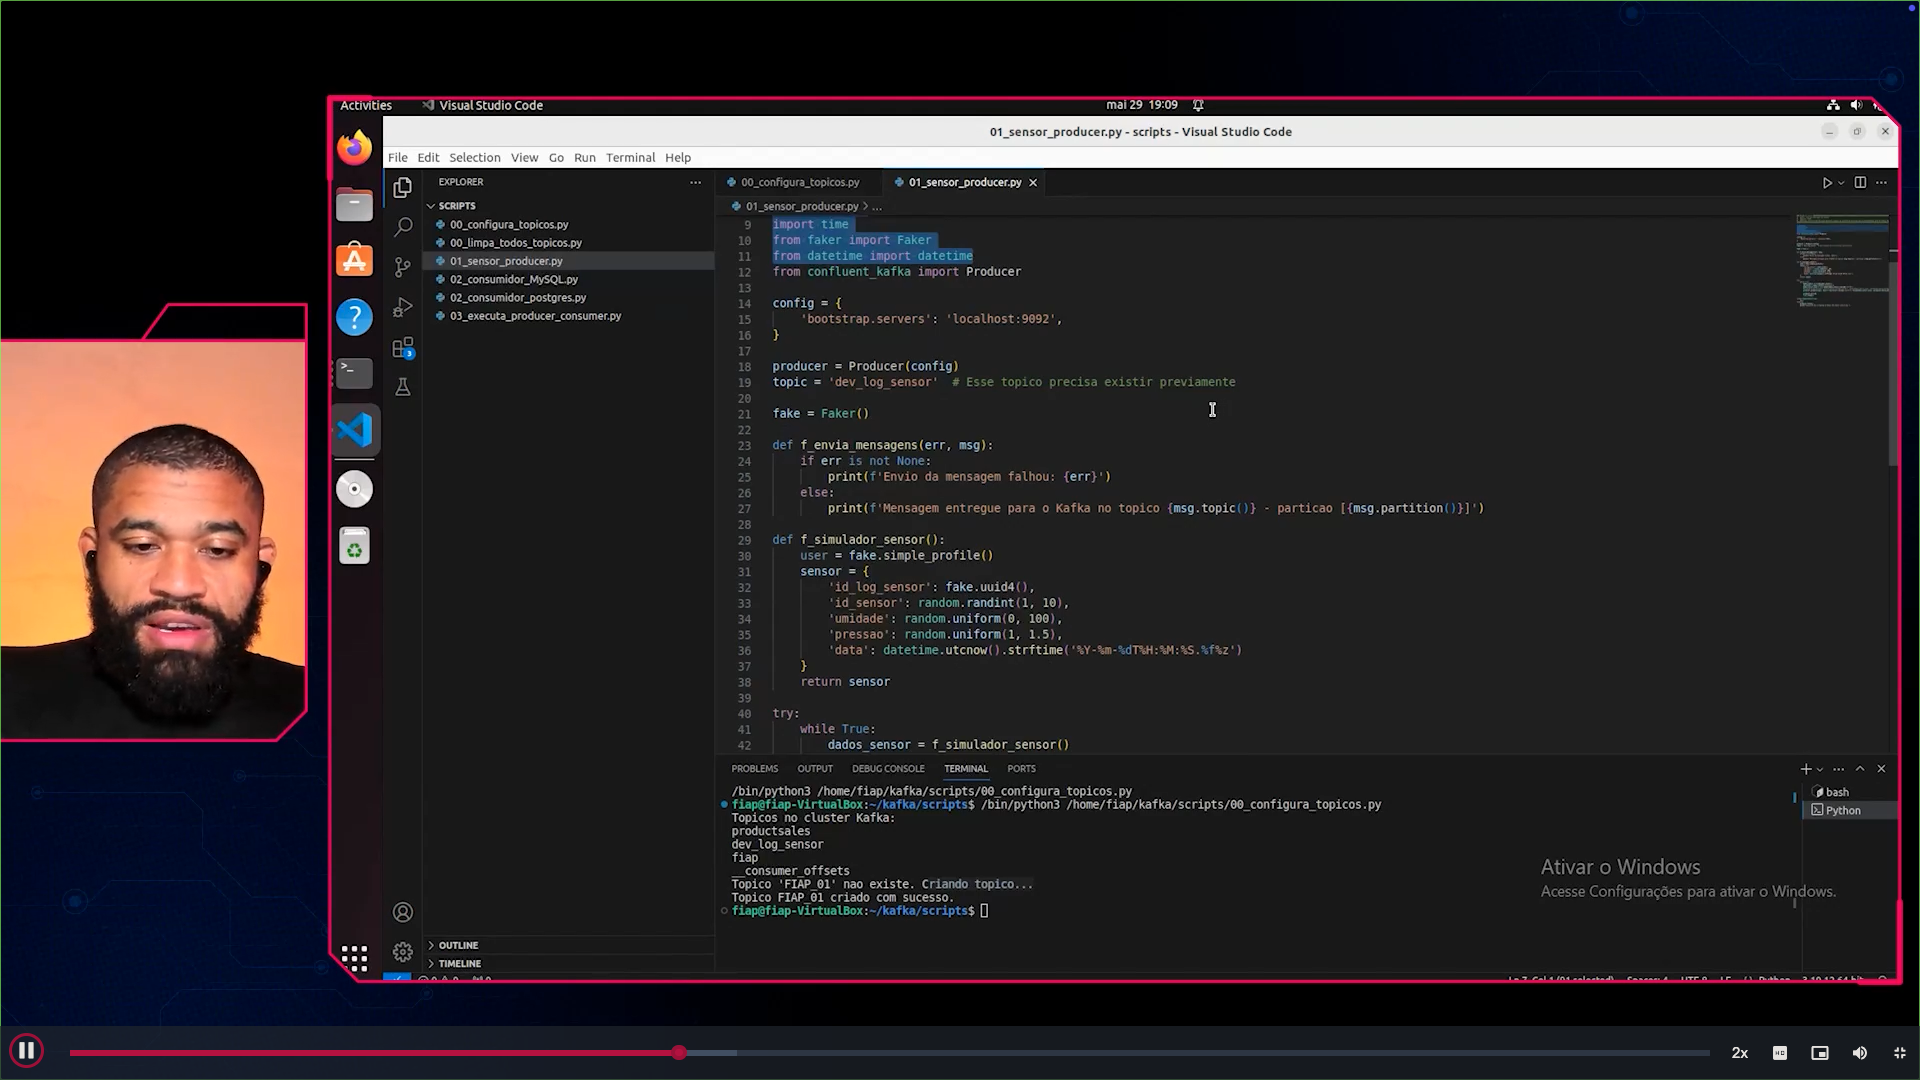 Activities
Visual Studio Code
mai 29 19:09
01_sensor_producer.py - scripts - Visual Studio Code
File Edit Selection View Go Run Terminal Help
EXPLORER
SCRIPTS
00_configura_topicos.py
00_limpa_todos_topicos.py
01_sensor_producer.py
02_consumidor_MySQL.py
02_consumidor_postgres.py
03_executa_producer_consumer.py
3
OUTLINE
TIMELINE
00_configura_topicos.py
01_sensor_producer.py
01_sensor_producer.py > ...
9 import time
10 from faker import Faker
11 from datetime import datetime
12 from confluent_kafka import Producer
13
14 config = {
15 'bootstrap.servers': 'localhost:9092',
16 }
17
18 producer = Producer(config)
19 topic = 'dev_log_sensor' # Esse topico precisa existir previamente
20
21 fake = Faker()
22
23 def f_envia_mensagens(err, msg):
24 if err is not None:
25 print(f'Envio da mensagem falhou: {err}')
26 else:
27 print(f'Mensagem entregue para o Kafka no topico {msg.topic()} - particao [{msg.partition()}]')
28
29 def f_simulador_sensor():
30 user = fake.simple_profile()
31 sensor = {
32 'id_log_sensor': fake.uuid4(),
33 'id_sensor': random.randint(1, 10),
34 'umidade': random.uniform(0, 100),
35 'pressao': random.uniform(1, 1.5),
36 'data': datetime.utcnow().strftime('%Y-%m-%dT%H:%M:%S.%f%z')
37 }
38 return sensor
39
40 try:
41 while True:
42 dados_sensor = f_simulador_sensor()
PROBLEMS OUTPUT DEBUG CONSOLE TERMINAL PORTS
/bin/python3 /home/fiap/kafka/scripts/00_configura_topicos.py
fiap@fiap-VirtualBox:~/kafka/scripts$ /bin/python3 /home/fiap/kafka/scripts/00_configura_topicos.py
Topicos no cluster Kafka:
productsales
dev_log_sensor
fiap
__consumer_offsets
Topico 'FIAP_01' nao existe. Criando topico...
Topico FIAP_01 criado com sucesso.
fiap@fiap-VirtualBox:~/kafka/scripts$
bash
Python
Ativar o Windows
Acesse Configurações para ativar o Windows.
2x
HD